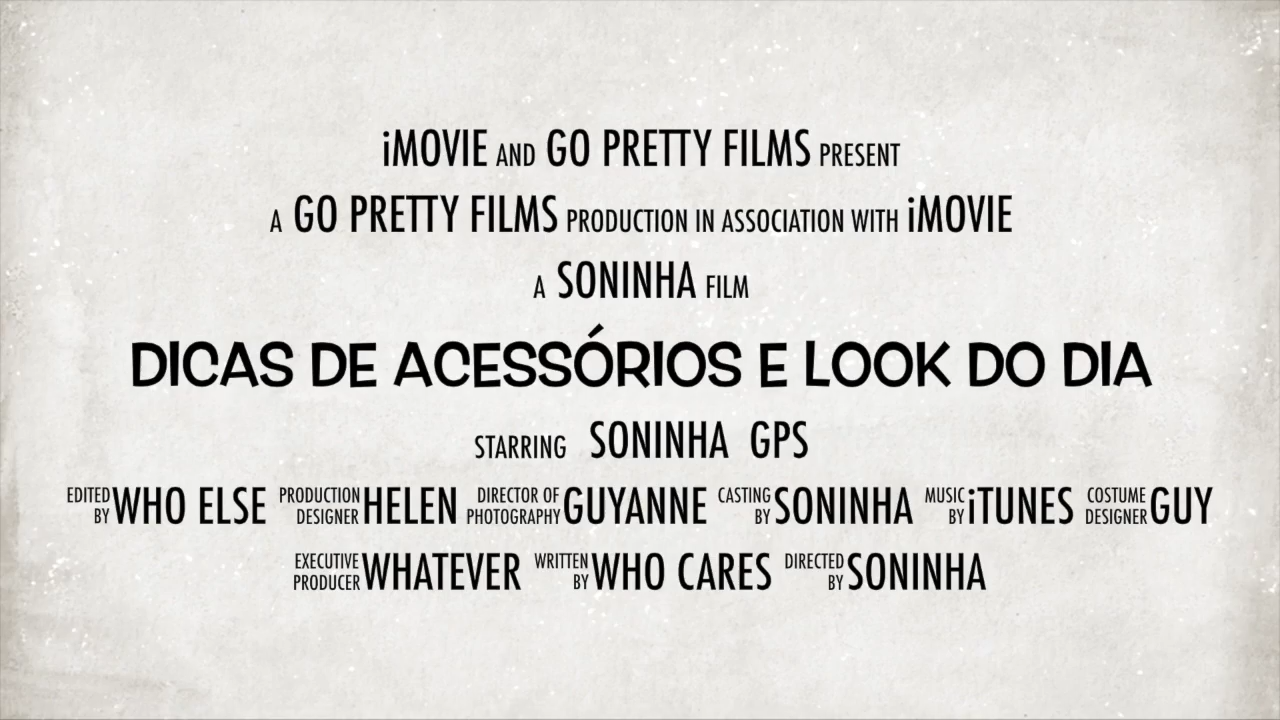 iMOVIE AND GO PRETTY FILMS PRESENT
A GO PRETTY FILMS PRODUCTION IN ASSOCIATION WITH iMOVIE
A SONINHA FILM
DICAS DE ACESSÓRIOS E LOOK DO DIA
STARRING SONINHA GPS
EDITED BY WHO ELSE PRODUCTION DESIGNER HELEN DIRECTOR OF PHOTOGRAPHY GUYANNE CASTING BY SONINHA MUSIC BY iTUNES COSTUME DESIGNER GUY
EXECUTIVE PRODUCER WHATEVER WRITTEN BY WHO CARES DIRECTED BY SONINHA